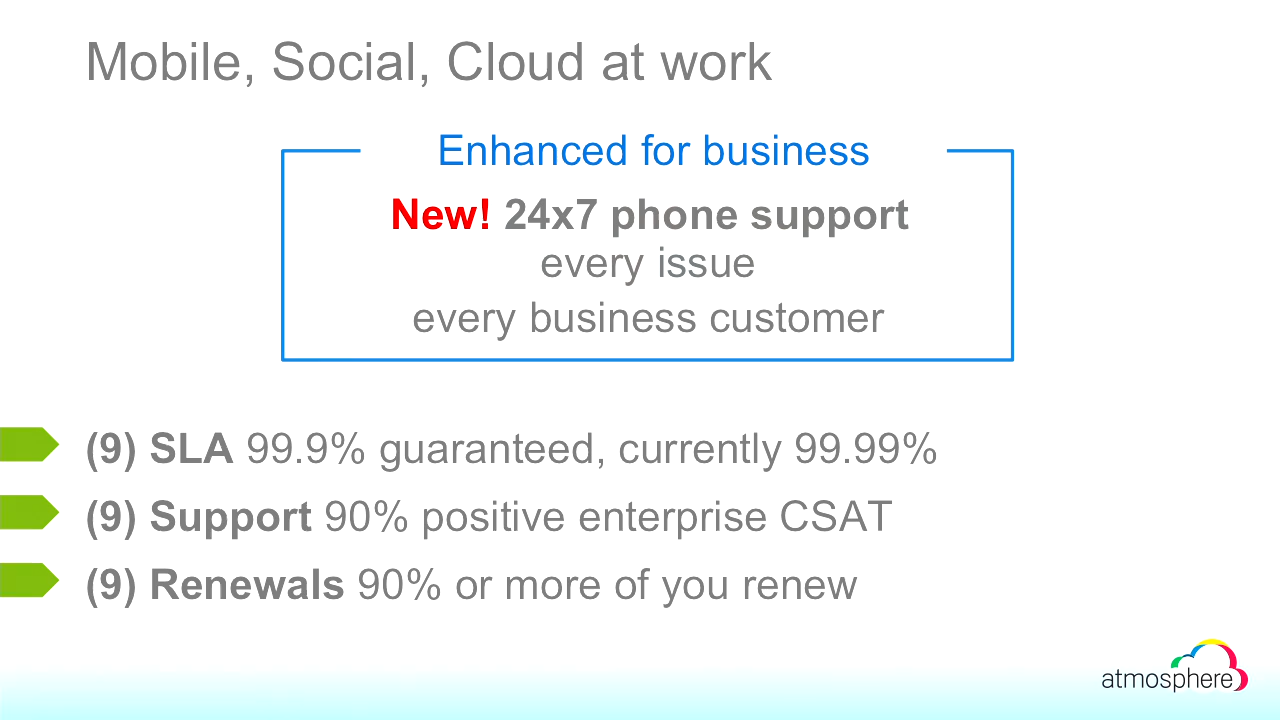 Mobile, Social, Cloud at work
Enhanced for business
New! 24x7 phone support
every issue
every business customer
(9) SLA 99.9% guaranteed, currently 99.99%
(9) Support 90% positive enterprise CSAT
(9) Renewals 90% or more of you renew
atmosphere